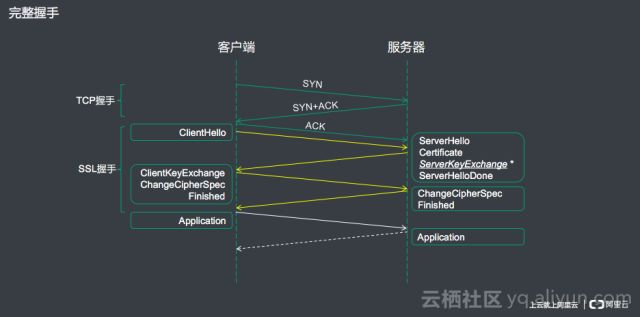 完整握手
客户端
服务器
SYN
TCP握手
SYN+ACK
ACK
ClientHello
ServerHello
Certificate
ServerKeyExchange *
ServerHelloDone
SSL握手
ClientKeyExchange
ChangeCipherSpec
Finished
ChangeCipherSpec
Finished
Application
Application
云栖社区 yq.aliyun.com
上云就上阿里云
阿里云